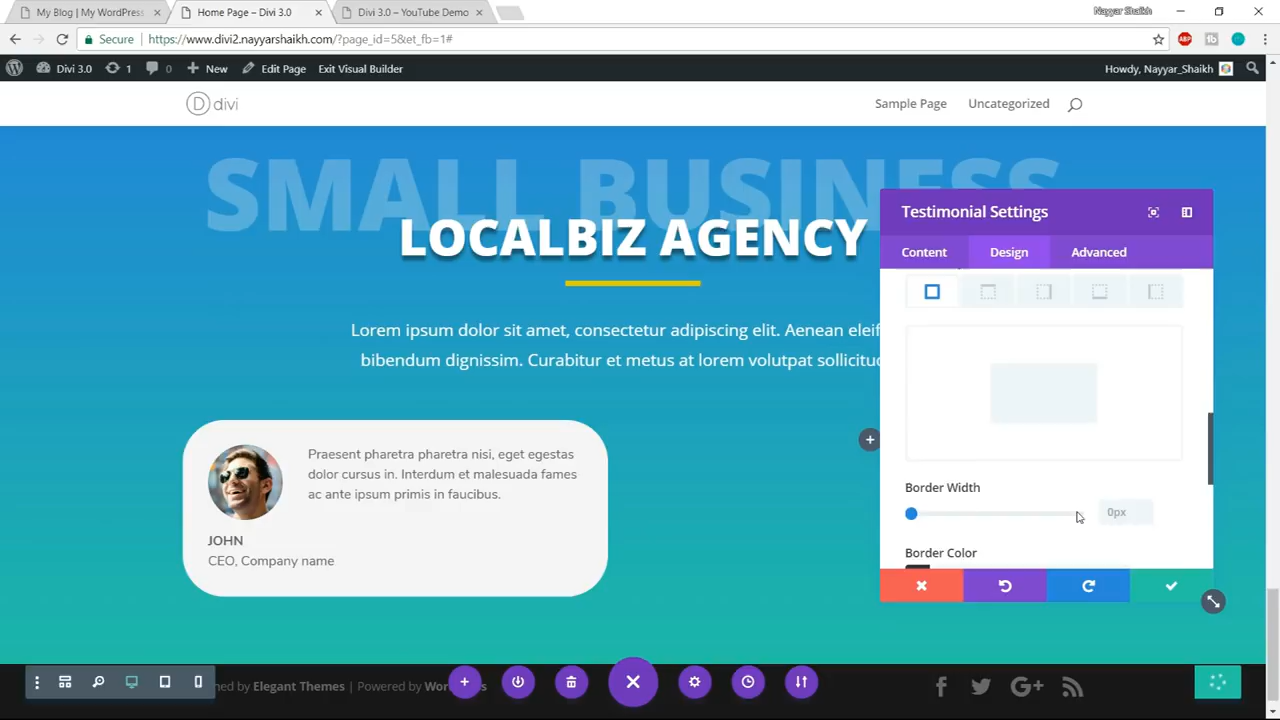 My Blog | My WordPress
Home Page – Divi 3.0
Divi 3.0 – YouTube Demo
Nayyar Shaikh
Secure
https://www.divi2.nayyarshaikh.com/?page_id=5&et_fb=1#
ABP
Divi 3.0
1
0
New
Edit Page
Exit Visual Builder
Howdy, Nayyar_Shaikh
D divi
Sample Page
Uncategorized
SMALL BUSINESS
LOCALBIZ AGENCY
Lorem ipsum dolor sit amet, consectetur adipiscing elit. Aenean eleif
bibendum dignissim. Curabitur et metus at lorem volutpat sollicitud
Praesent pharetra pharetra nisi, eget egestas
dolor cursus in. Interdum et malesuada fames
ac ante ipsum primis in faucibus.
JOHN
CEO, Company name
Testimonial Settings
Content
Design
Advanced
Border Width
0px
Border Color
ned by Elegant Themes | Powered by Wor